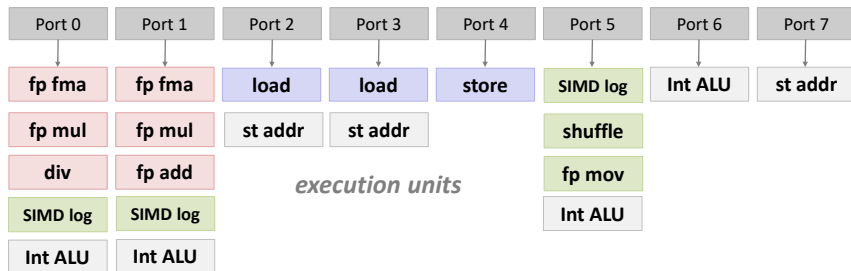 Port 0 Port 1 Port 2 Port 3 Port 4 Port 5 Port 6 Port 7
fp fma fp fma load load store SIMD log Int ALU st addr
fp mul fp mul st addr st addr shuffle
div fp add execution units fp mov
SIMD log SIMD log Int ALU
Int ALU Int ALU